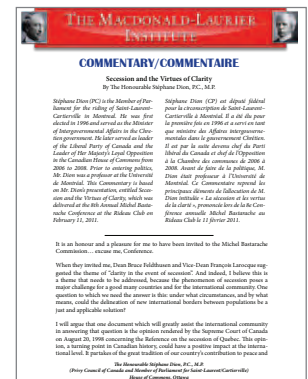 THE MACDONALD-LAURIER
INSTITUTE
COMMENTARY/COMMENTAIRE
Secession and the Virtues of Clarity
By The Honourable Stéphane Dion, P.C., M.P.
Stéphane Dion (PC) is the Member of Par-
liament for the riding of Saint-Laurent-
Cartierville in Montréal. He was first
elected in 1996 and served as the Minister
of Intergovernmental Affairs in the Chre-
tien government. He later served as leader
of the Liberal Party of Canada and the
Leader of Her Majesty's Loyal Opposition
in the Canadian House of Commons from
2006 to 2008. Prior to entering politics,
Mr. Dion was a professor at the Université
de Montréal. This Commentary is based
on Mr. Dion's presentation, entitled Seces-
sion and the Virtues of Clarity, which was
delivered at the 8th Annual Michel Basta-
rache Conference at the Rideau Club on
February 11, 2011.
Stéphane Dion (CP) est député fédéral
pour la circonscription de Saint-Laurent–
Cartierville à Montréal. Il a été élu pour
la première fois en 1996 et a servi en tant
que ministre des Affaires intergouverne-
mentales dans le gouvernement Chrétien.
Il est par la suite devenu chef du Parti
libéral du Canada et chef de l'Opposition
à la Chambre des communes de 2006 à
2008. Avant de faire de la politique, M.
Dion était professeur à l'Université de
Montréal. Ce Commentaire reprend les
principaux éléments de l'allocution de M.
Dion intitulée « La sécession et les vertus
de la clarté », prononcée lors de la 8e Con-
férence annuelle Michel Bastarache au
Rideau Club le 11 février 2011.
It is an honour and a pleasure for me to have been invited to the Michel Bastarache
Commission… excuse me, Conference.
When they invited me, Dean Bruce Feldthusen and Vice-Dean François Larocque sug-
gested the theme of "clarity in the event of secession". And indeed, I believe this is
a theme that needs to be addressed, because the phenomenon of secession poses a
major challenge for a good many countries and for the international community. One
question to which we need the answer is this: under what circumstances, and by what
means, could the delineation of new international borders between populations be a
just and applicable solution?
I will argue that one document which will greatly assist the international community
in answering that question is the opinion rendered by the Supreme Court of Canada
on August 20, 1998 concerning the Reference on the secession of Quebec. This opin-
ion, a turning point in Canadian history, could have a positive impact at the interna-
tional level. It partakes of the great tradition of our country's contribution to peace and
The Honourable Stéphane Dion, P.C., M.P.
(Privy Council of Canada and Member of Parliament for Saint-Laurent/Cartierville)
House of Commons, Ottawa